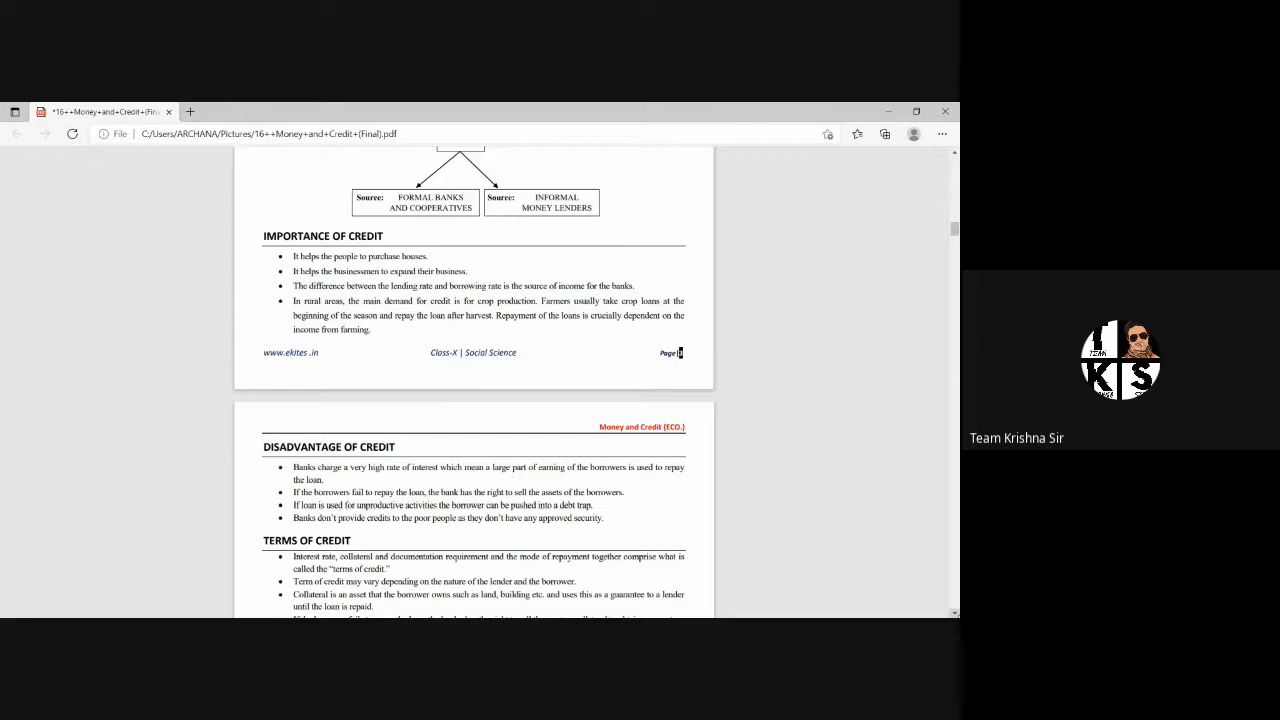 *16++Money+and+Credit+(Fina
File
C:/Users/ARCHANA/Pictures/16++Money+and+Credit+(Final).pdf
Source: FORMAL BANKS
AND COOPERATIVES
Source: INFORMAL
MONEY LENDERS
IMPORTANCE OF CREDIT
• It helps the people to purchase houses.
• It helps the businessmen to expand their business.
• The difference between the lending rate and borrowing rate is the source of income for the banks.
• In rural areas, the main demand for credit is for crop production. Farmers usually take crop loans at the
beginning of the season and repay the loan after harvest. Repayment of the loans is crucially dependent on the
income from farming.
www.ekites .in
Class-X | Social Science
Page|
Money and Credit (ECO.)
DISADVANTAGE OF CREDIT
• Banks charge a very high rate of interest which mean a large part of earning of the borrowers is used to repay
the loan.
• If the borrowers fail to repay the loan, the bank has the right to sell the assets of the borrowers.
• If loan is used for unproductive activities the borrower can be pushed into a debt trap.
• Banks don't provide credits to the poor people as they don't have any approved security.
TERMS OF CREDIT
• Interest rate, collateral and documentation requirement and the mode of repayment together comprise what is
called the "terms of credit."
• Term of credit may vary depending on the nature of the lender and the borrower.
• Collateral is an asset that the borrower owns such as land, building etc. and uses this as a guarantee to a lender
until the loan is repaid.
TEAM
K S
Team Krishna Sir